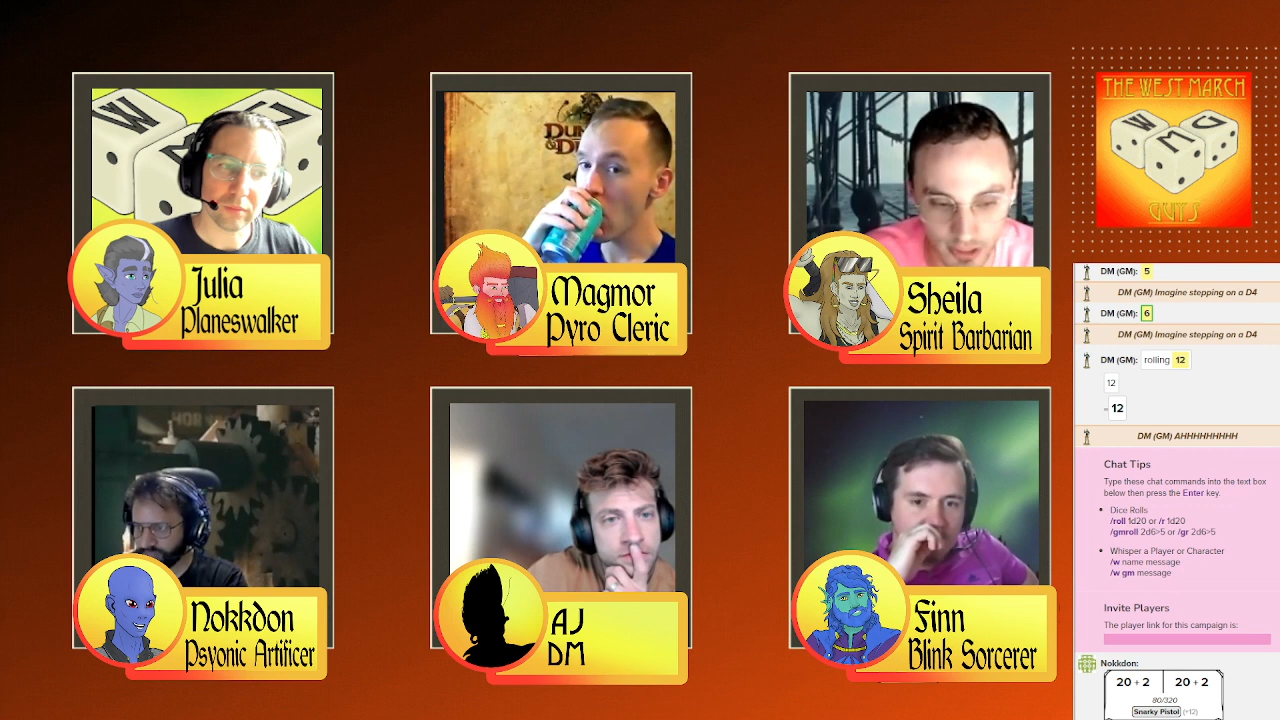 W
M
G
Julia
Planeswalker
DUN
& D
Magmor
Pyro Cleric
Sheila
Spirit Barbarian
Nokkdon
Psyonic Artificer
AJ
DM
Finn
Blink Sorcerer
THE WEST MARCH
W
M
G
GUYS
DM (GM): 5
DM (GM) Imagine stepping on a D4
DM (GM): 6
DM (GM) Imagine stepping on a D4
DM (GM): rolling 12
12
= 12
DM (GM) AHHHHHHHHH
Chat Tips
Type these chat commands into the text box
below then press the Enter key.
Dice Rolls
/roll 1d20 or /r 1d20
/gmroll 2d6>5 or /gr 2d6>5
Whisper a Player or Character
/w name message
/w gm message
Invite Players
The player link for this campaign is:
Nokkdon:
20 + 2 20 + 2
80/320
Snarky Pistol (+12)